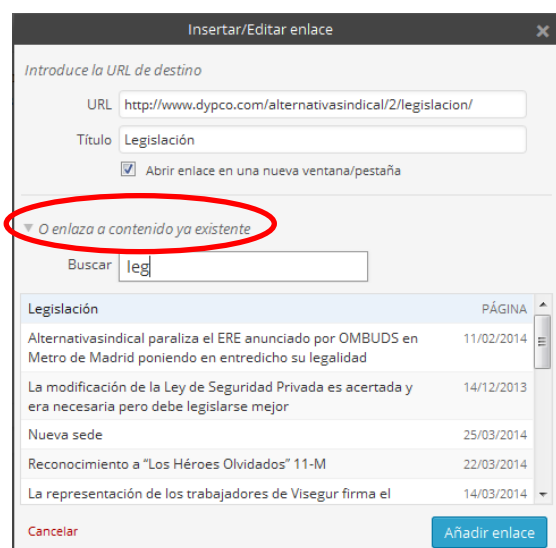 Insertar/Editar enlace
Introduce la URL de destino
URL http://www.dypco.com/alternativasindical/2/legislacion/
Título Legislación
Abrir enlace en una nueva ventana/pestaña
O enlaza a contenido ya existente
Buscar leg
Legislación PÁGINA
Alternativasindical paraliza el ERE anunciado por OMBUDS en 11/02/2014
Metro de Madrid poniendo en entredicho su legalidad
La modificación de la Ley de Seguridad Privada es acertada y 14/12/2013
era necesaria pero debe legislarse mejor
Nueva sede 25/03/2014
Reconocimiento a “Los Héroes Olvidados” 11-M 22/03/2014
La representación de los trabajadores de Visegur firma el 14/03/2014
Cancelar Añadir enlace